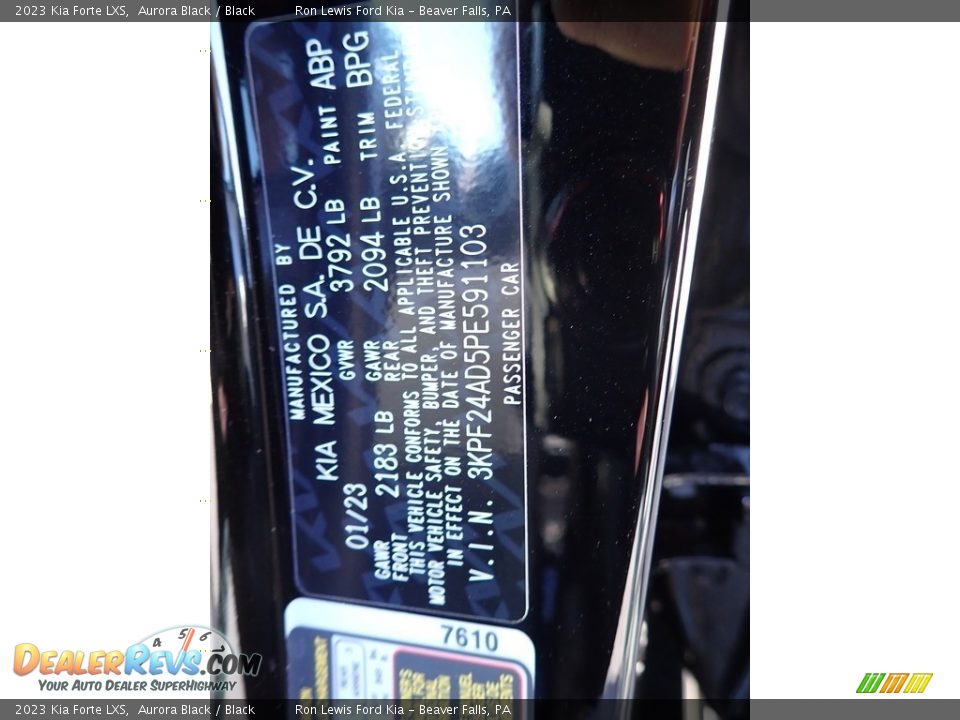 2023 Kia Forte LXS,  Aurora Black / Black    Ron Lewis Ford Kia - Beaver Falls, PA
MANUFACTURED BY
KIA MEXICO S.A. DE C.V.
01/23 GVWR 3792 LB PAINT ABP
GAWR FRONT 2183 LB GAWR REAR 2094 LB TRIM BPG
THIS VEHICLE CONFORMS TO ALL APPLICABLE U.S.A. FEDERAL
MOTOR VEHICLE SAFETY, BUMPER, AND THEFT PREVENTION STANDARDS
IN EFFECT ON THE DATE OF MANUFACTURE SHOWN
V.I.N. 3KPF24AD5PE591103
PASSENGER CAR
7610
4 5 6
DEALERREVS.COM
YOUR AUTO DEALER SUPERHIGHWAY
2023 Kia Forte LXS,  Aurora Black / Black    Ron Lewis Ford Kia - Beaver Falls, PA